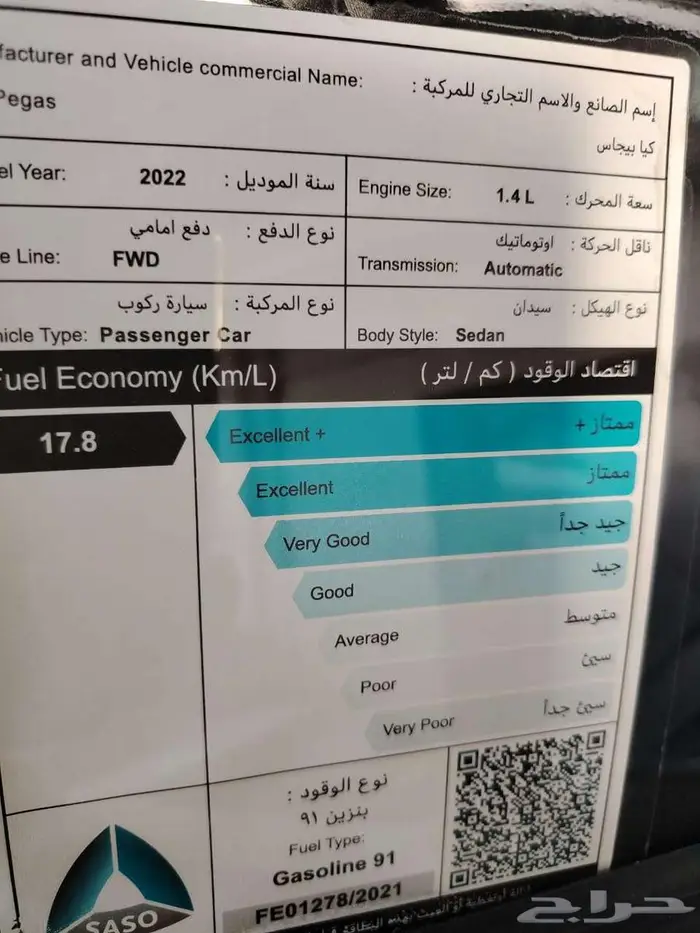 facturer and Vehicle commercial Name: إسم الصانع والاسم التجاري للمركبة :
Pegas كيا بيجاس
el Year: 2022 سنة الموديل :
Engine Size: 1.4 L سعة المحرك :
نوع الدفع : دفع امامي
e Line: FWD
ناقل الحركة : اوتوماتيك
Transmission: Automatic
نوع المركبة : سيارة ركوب
hicle Type: Passenger Car
نوع الهيكل : سيدان
Body Style: Sedan
Fuel Economy (Km/L) اقتصاد الوقود ( كم / لتر )
17.8
Excellent + ممتاز +
Excellent ممتاز
Very Good جيد جداً
Good جيد
Average متوسط
Poor سيئ
Very Poor سيئ جداً
نوع الوقود :
بنزين ٩١
Fuel Type:
Gasoline 91
FE01278/2021
SASO
حراج